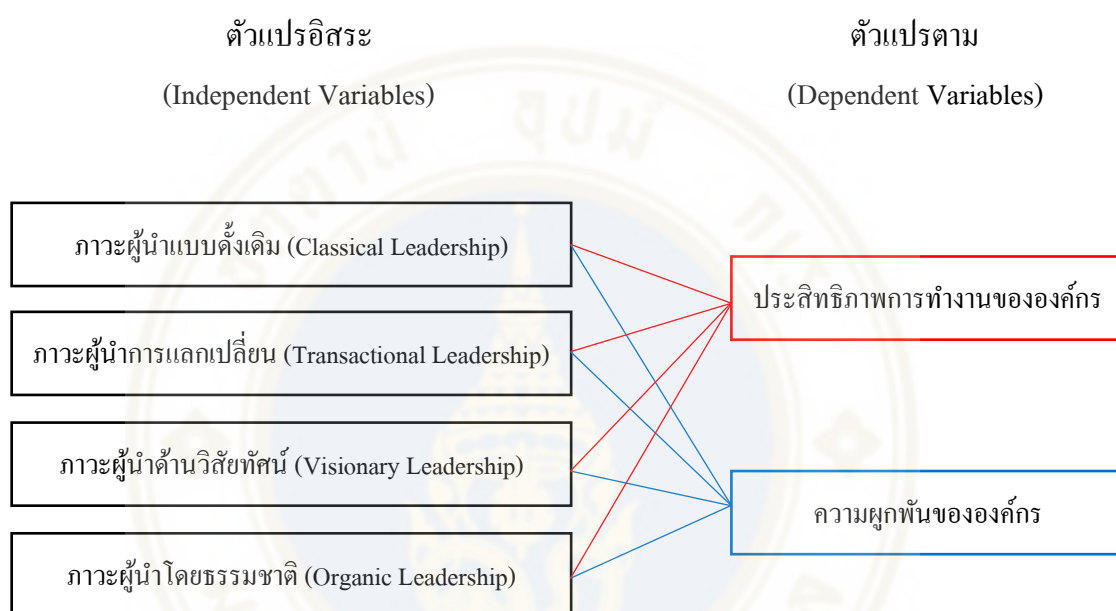 ตัวแปรอิสระ
(Independent Variables)
ตัวแปรตาม
(Dependent Variables)
ภาวะผู้นำแบบดั้งเดิม (Classical Leadership)
ภาวะผู้นำการแลกเปลี่ยน (Transactional Leadership)
ภาวะผู้นำด้านวิสัยทัศน์ (Visionary Leadership)
ภาวะผู้นำโดยธรรมชาติ (Organic Leadership)
ประสิทธิภาพการทำงานขององค์กร
ความผูกพันขององค์กร